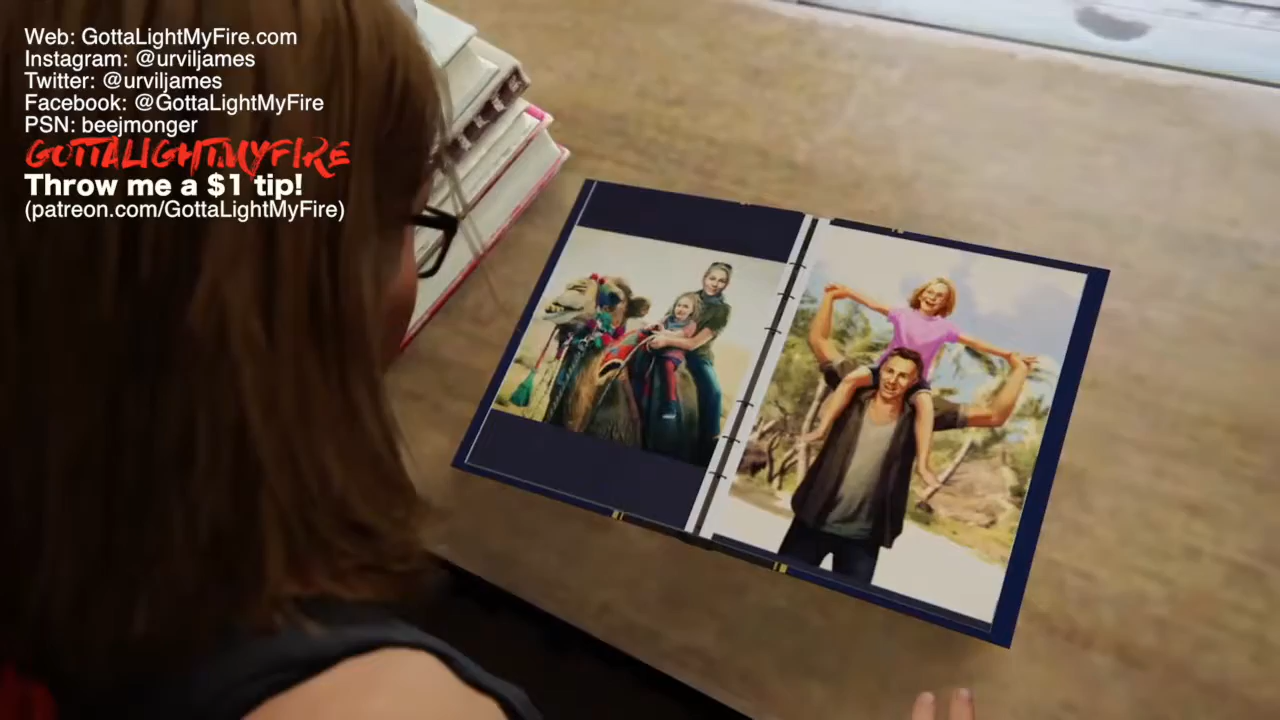 Web: GottaLightMyFire.com
Instagram: @urviljames
Twitter: @urviljames
Facebook: @GottaLightMyFire
PSN: beejmonger
GOTTALIGHTMYFIRE
Throw me a $1 tip!
(patreon.com/GottaLightMyFire)